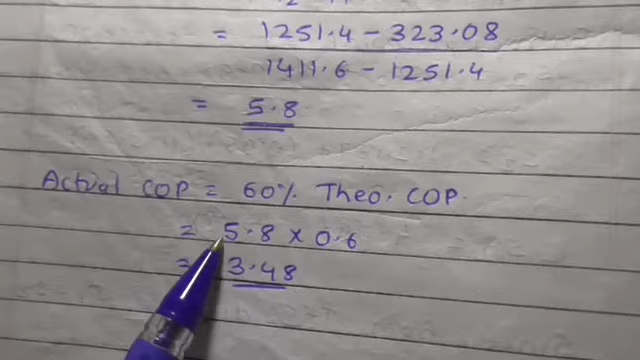 = 1251.4 - 323.08
1411.6 - 1251.4
= 5.8
Actual COP = 60% Theo. COP.
= 5.8 x 0.6
= 3.48